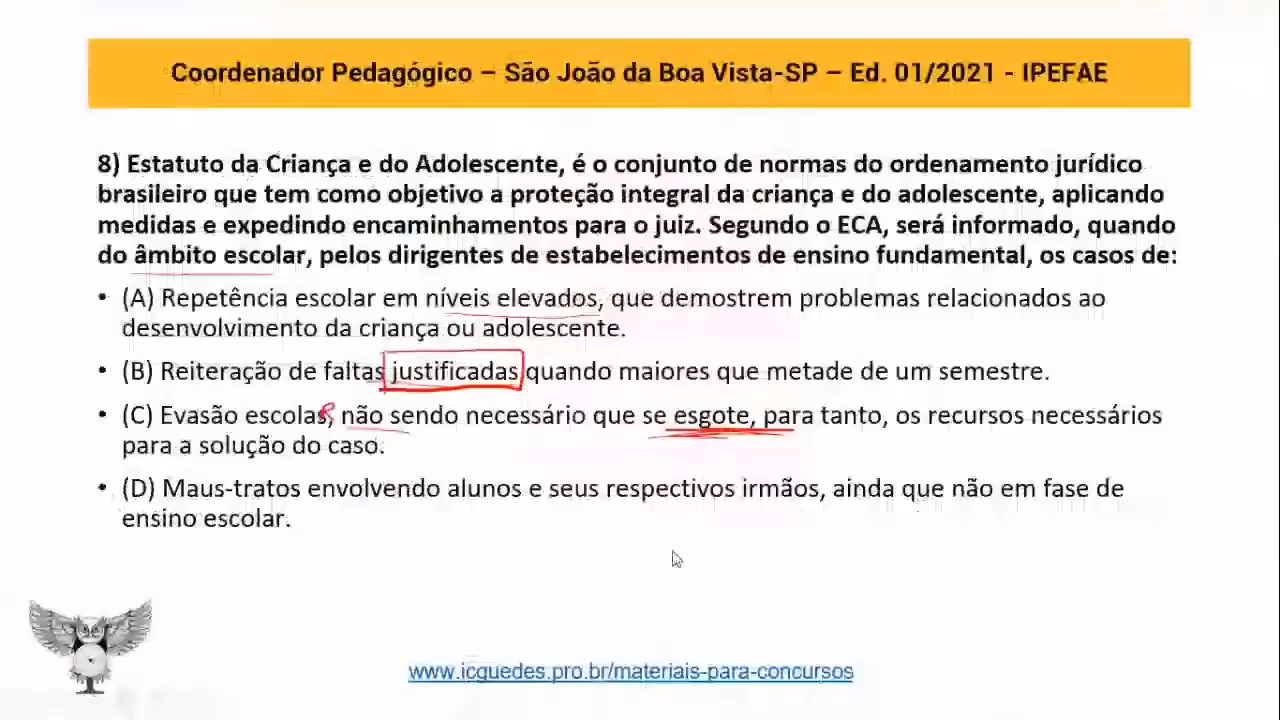 Coordenador Pedagógico – São João da Boa Vista-SP – Ed. 01/2021 - IPEFAE
8) Estatuto da Criança e do Adolescente, é o conjunto de normas do ordenamento jurídico
brasileiro que tem como objetivo a proteção integral da criança e do adolescente, aplicando
medidas e expedindo encaminhamentos para o juiz. Segundo o ECA, será informado, quando
do âmbito escolar, pelos dirigentes de estabelecimentos de ensino fundamental, os casos de:
• (A) Repetência escolar em níveis elevados, que demostrem problemas relacionados ao
desenvolvimento da criança ou adolescente.
• (B) Reiteração de faltas justificadas quando maiores que metade de um semestre.
• (C) Evasão escolas, não sendo necessário que se esgote, para tanto, os recursos necessários
para a solução do caso.
• (D) Maus-tratos envolvendo alunos e seus respectivos irmãos, ainda que não em fase de
ensino escolar.
www.icguedes.pro.br/materiais-para-concursos